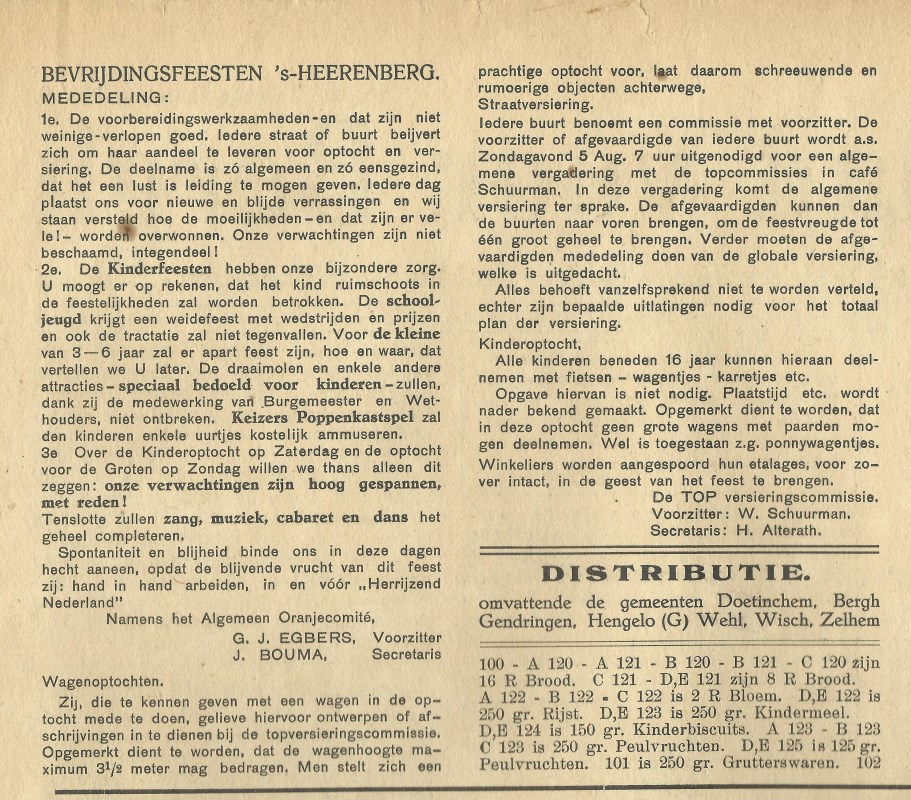 BEVRIJDINGSFEESTEN 's-HEERENBERG.
MEDEDELING:
1e. De voorbereidingswerkzaamheden-en dat zijn niet
weinige-verlopen goed. Iedere straat of buurt beijvert
zich om haar aandeel te leveren voor optocht en ver-
siering. De deelname is zó algemeen en zó eensgezind,
dat het een lust is leiding te mogen geven. Iedere dag
plaatst ons voor nieuwe en blijde verrassingen en wij
staan versteld hoe de moeilijkheden-en dat zijn er ve-
le!- worden overwonnen. Onze verwachtingen zijn niet
beschaamd, integendeel!
2e. De Kinderfeesten hebben onze bijzondere zorg.
U moogt er op rekenen, dat het kind ruimschoots in
de feestelijkheden zal worden betrokken. De school-
jeugd krijgt een weidefeest met wedstrijden en prijzen
en ook de tractatie zal niet tegenvallen. Voor de kleine
van 3—6 jaar zal er apart feest zijn, hoe en waar, dat
vertellen we U later. De draaimolen en enkele andere
attracties-speciaal bedoeld voor kinderen-zullen,
dank zij de medewerking van Burgemeester en Wet-
houders, niet ontbreken. Keizers Poppenkastspel zal
den kinderen enkele uurtjes kostelijk ammuseren.
3e Over de Kinderoptocht op Zaterdag en de optocht
voor de Groten op Zondag willen we thans alleen dit
zeggen: onze verwachtingen zijn hoog gespannen,
met reden!
Tenslotte zullen zang, muziek, cabaret en dans het
geheel completeren.
Spontaniteit en blijheid binde ons in deze dagen
hecht aaneen, opdat de blijvende vrucht van dit feest
zij: hand in hand arbeiden, in en vóór „Herrijzend
Nederland"
Namens het Algemeen Oranjecomité,
G. J. EGBERS, Voorzitter
J. BOUMA, Secretaris
Wagenoptochten.
Zij, die te kennen geven met een wagen in de op-
tocht mede te doen, gelieve hiervoor ontwerpen of af-
schrijvingen in te dienen bij de topversieringscommissie.
Opgemerkt dient te worden, dat de wagenhoogte ma-
ximum 3½ meter mag bedragen. Men stelt zich een
prachtige optocht voor, laat daarom schreeuwende en
rumoerige objecten achterwege,
Straatversiering.
Iedere buurt benoemt een commissie met voorzitter. De
voorzitter of afgevaardigde van iedere buurt wordt a.s.
Zondagavond 5 Aug. 7 uur uitgenodigd voor een alge-
mene vergadering met de topcommissies in café
Schuurman. In deze vergadering komt de algemene
versiering ter sprake. De afgevaardigden kunnen dan
de buurten naar voren brengen, om de feestvreugde tot
één groot geheel te brengen. Verder moeten de afge-
vaardigden mededeling doen van de globale versiering,
welke is uitgedacht.
Alles behoeft vanzelfsprekend niet te worden verteld,
echter zijn bepaalde uitlatingen nodig voor het totaal
plan der versiering.
Kinderoptocht,
Alle kinderen beneden 16 jaar kunnen hieraan deel-
nemen met fietsen - wagentjes - karretjes etc.
Opgave hiervan is niet nodig. Plaatstijd etc. wordt
nader bekend gemaakt. Opgemerkt dient te worden, dat
in deze optocht geen grote wagens met paarden mo-
gen deelnemen. Wel is toegestaan z.g. ponnywagentjes.
Winkeliers worden aangespoord hun etalages, voor zo-
ver intact, in de geest van het feest te brengen.
De TOP versieringscommissie.
Voorzitter: W. Schuurman.
Secretaris: H. Alterath.
DISTRIBUTIE.
omvattende de gemeenten Doetinchem, Bergh
Gendringen, Hengelo (G) Wehl, Wisch, Zelhem
100 - A 120 - A 121 - B 120 - B 121 - C 120 zijn
16 R Brood. C 121 - D,E 121 zijn 8 R Brood.
A 122 - B 122 - C 122 is 2 R Bloem. D,E 122 is
250 gr. Rijst. D,E 123 is 250 gr. Kindermeel.
D,E 124 is 150 gr. Kinderbiscuits. A 123 - B 123
C 123 is 250 gr. Peulvruchten. D,E 125 is 125 gr.
Peulvruchten. 101 is 250 gr. Grutterswaren. 102